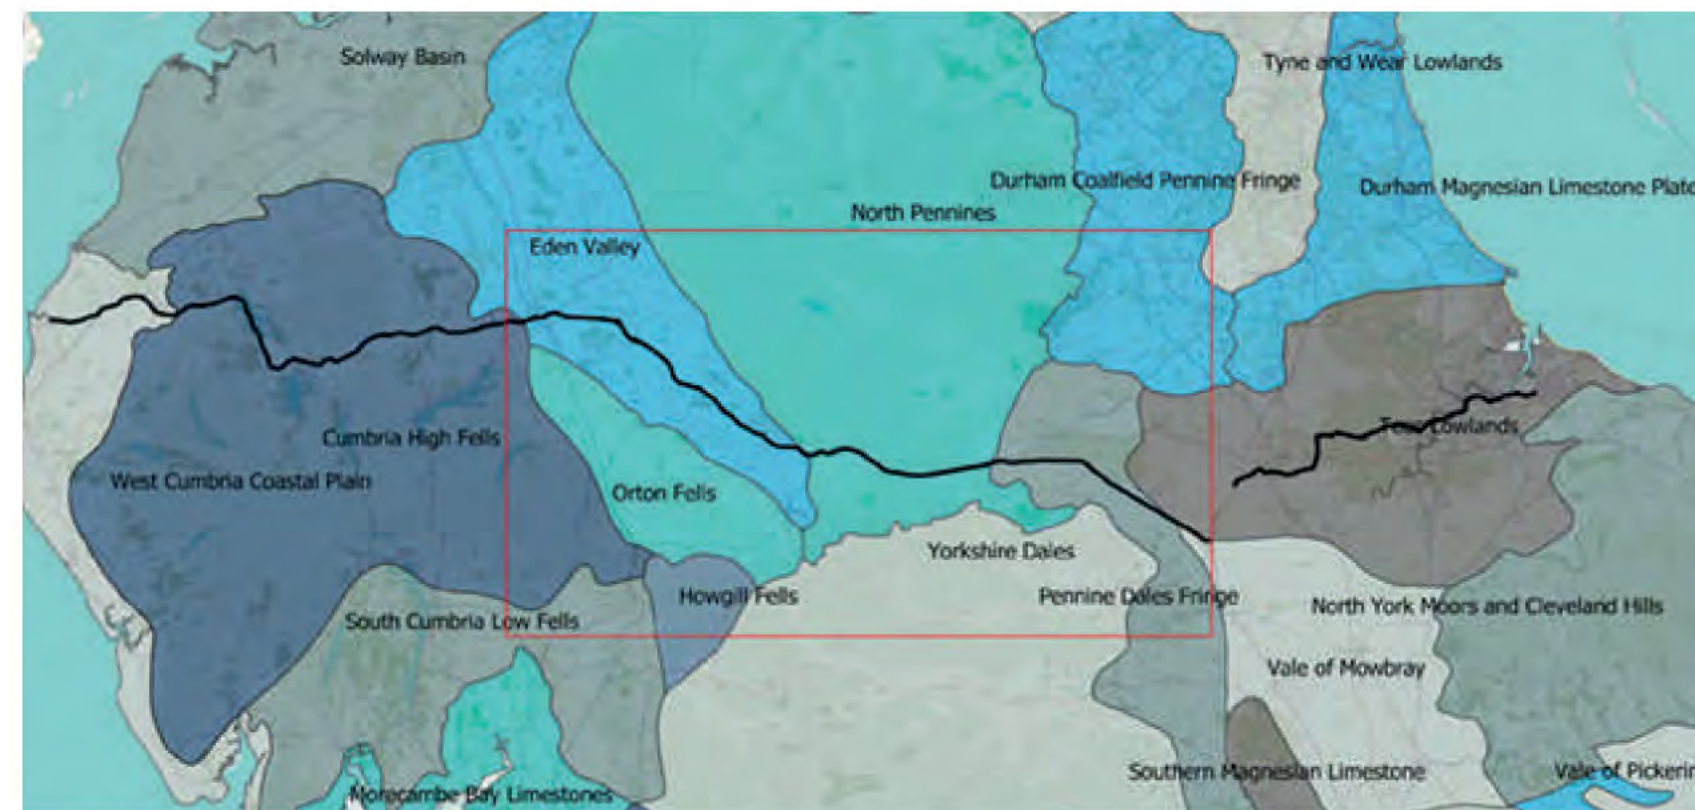 Solway Basin
Tyne and Wear Lowlands
Durham Coalfield Pennine Fringe
Durham Magnesian Limestone Plate
North Pennines
Eden Valley
Tees Lowlands
Cumbria High Fells
West Cumbria Coastal Plain
Orton Fells
Yorkshire Dales
Howgill Fells
Pennine Dales Fringe
North York Moors and Cleveland Hills
South Cumbria Low Fells
Vale of Mowbray
Southern Magnesian Limestone
Vale of Pickerin
Morecambe Bay Limestones